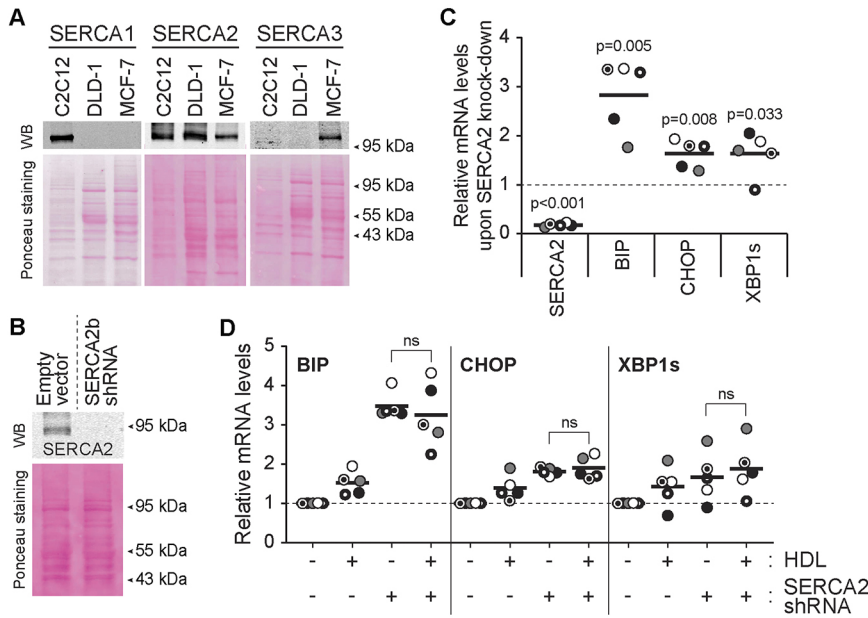 A
SERCA1 SERCA2 SERCA3
C2C12 DLD-1 MCF-7 C2C12 DLD-1 MCF-7 C2C12 DLD-1 MCF-7
WB
◂95 kDa
Ponceau staining
◂95 kDa
◂55 kDa
◂43 kDa
B
Empty vector
SERCA2b shRNA
WB
◂95 kDa
SERCA2
Ponceau staining
◂95 kDa
◂55 kDa
◂43 kDa
C
Relative mRNA levels
upon SERCA2 knock-down
4
3
2
1
0
p<0.001
p=0.005
p=0.008
p=0.033
SERCA2 BIP CHOP XBP1s
D
Relative mRNA levels
5
4
3
2
1
0
BIP CHOP XBP1s
ns ns ns
- + - + - + - + - + - + : HDL
- - + + - - + + - - + + : SERCA2
shRNA